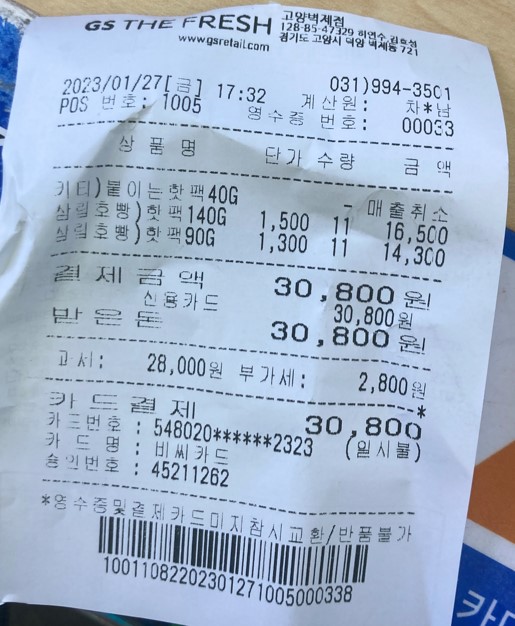 GS THE FRESH 고양벽제점
128-85-47329 허연수,김호섭
www.gsretail.com 경기도 고양시 덕양 벽제동 721
031)994-3501
2023/01/27[금] 17:32 계산원: 차*남
POS 번호: 1005 영수증 번호: 00033
상품명 단가 수량 금액
키티)붙이는핫팩40G - 매출취소
삼립호빵)핫팩140G 1,500 11 16,500
삼립호빵)핫팩90G 1,300 11 14,300
결제금액 30,800원
신용카드 30,800원
받은돈 30,800원
과세: 28,000원 부가세: 2,800원
*
카드결제 30,800
카드번호 : 548020******2323 (일시불)
카드명 : 비씨카드
승인번호 : 45211262
*영수증및결제카드미지참시교환/반품불가
10011082202301271005000338